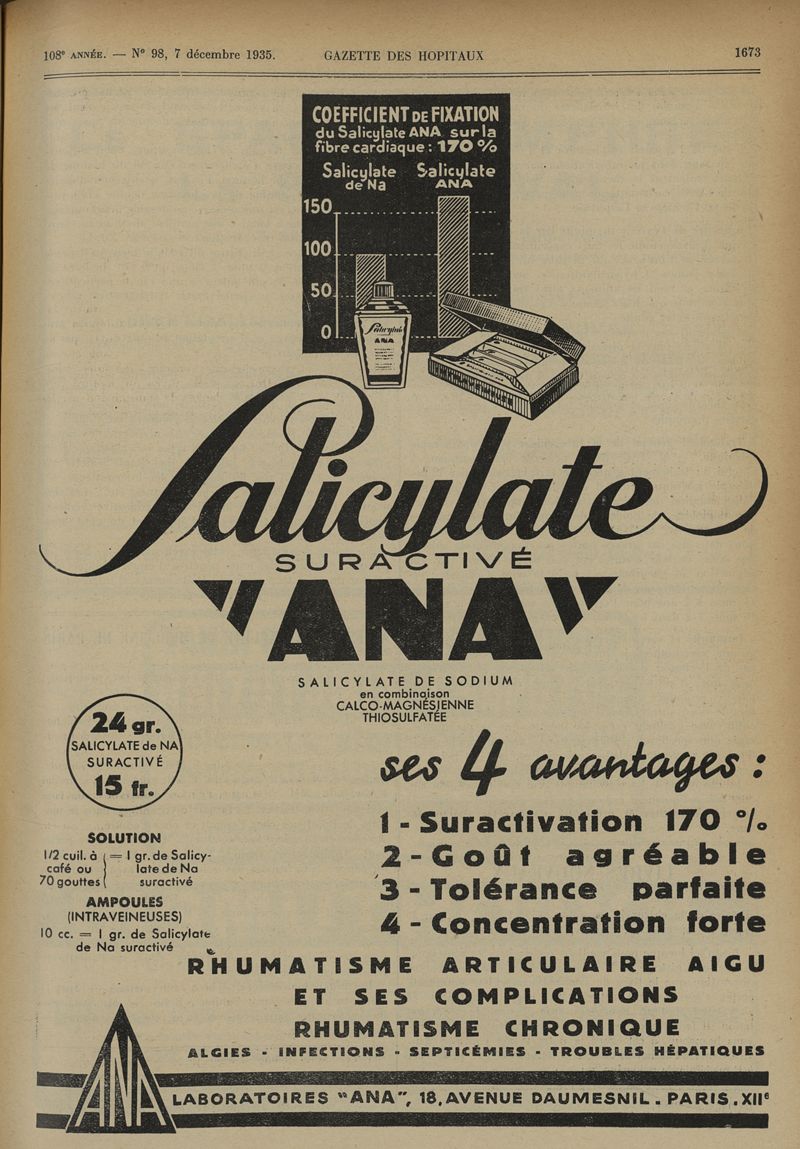 108e ANNÉE. — N° 98, 7 décembre 1935. GAZETTE DES HOPITAUX 1673
COEFFICIENT DE FIXATION
du Salicylate ANA sur la
fibre cardiaque : 170 %
Salicylate Salicylate
de Na ANA
150
100
50
0
Salicylate
ANA
Salicylate
SURACTIVÉ
"ANA"
SALICYLATE DE SODIUM
en combinaison
CALCO-MAGNÉSIENNE
THIOSULFATÉE
24 gr.
SALICYLATE de NA
SURACTIVÉ
15 fr.
ses 4 avantages :
1 - Suractivation 170 %
2 - Goût agréable
3 - Tolérance parfaite
4 - Concentration forte
SOLUTION
1/2 cuil. à = 1 gr. de Salicy-
café ou late de Na
70 gouttes suractivé
AMPOULES
(INTRAVEINEUSES)
10 cc. = 1 gr. de Salicylate
de Na suractivé
RHUMATISME ARTICULAIRE AIGU
ET SES COMPLICATIONS
RHUMATISME CHRONIQUE
ALGIES - INFECTIONS - SEPTICÉMIES - TROUBLES HÉPATIQUES
ANA
LABORATOIRES "ANA", 18, AVENUE DAUMESNIL. PARIS. XIIe